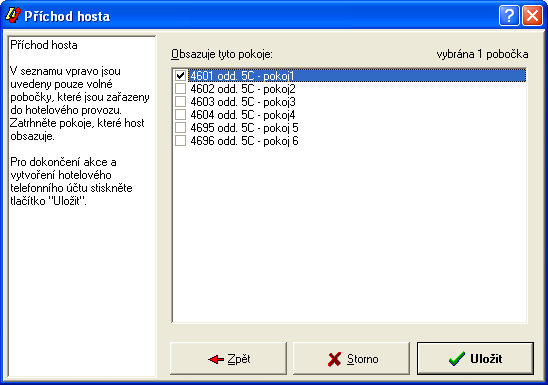 Příchod hosta
Příchod hosta
V seznamu vpravo jsou
uvedeny pouze volné
pobočky, které jsou zařazeny
do hotelového provozu.
Zatrhněte pokoje, které host
obsazuje.
Pro dokončení akce a
vytvoření hotelového
telefonního účtu stiskněte
tlačítko "Uložit".
Obsazuje tyto pokoje: vybrána 1 pobočka
4601 odd. 5C - pokoj1
4602 odd. 5C - pokoj2
4603 odd. 5C - pokoj3
4604 odd. 5C - pokoj4
4695 odd. 5C - pokoj 5
4696 odd. 5C - pokoj 6
Zpět Storno Uložit